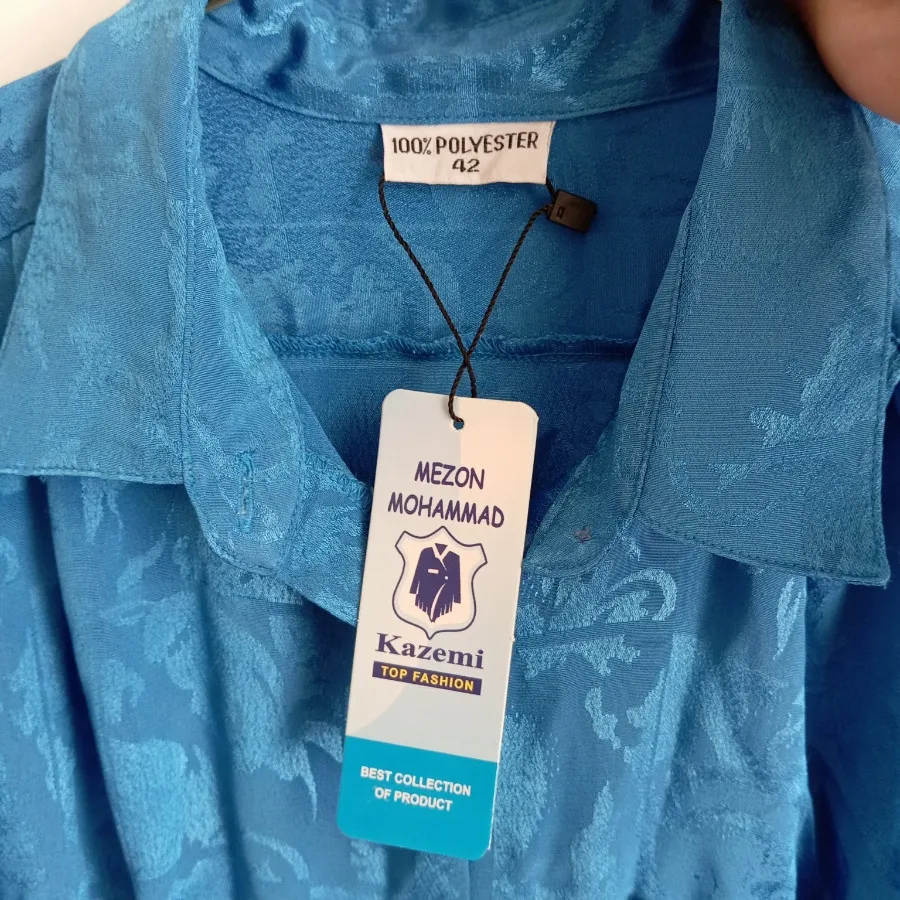 100% POLYESTER
42
MEZON
MOHAMMAD
Kazemi
TOP FASHION
BEST COLLECTION
OF PRODUCT